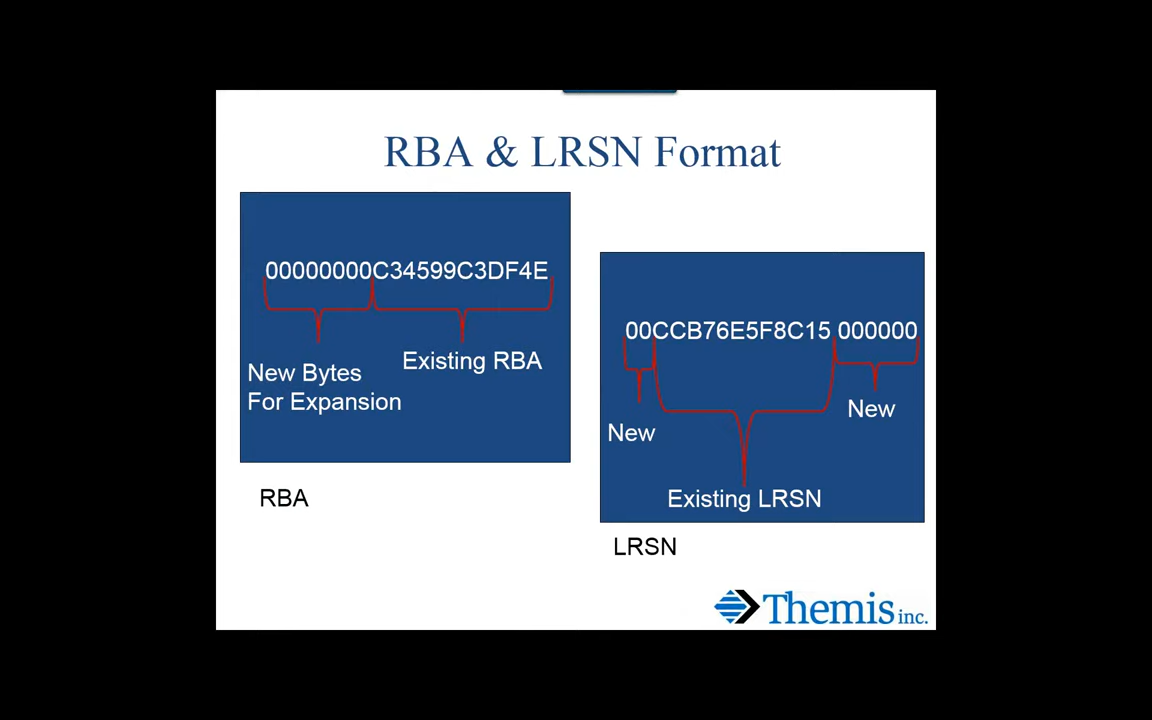 RBA & LRSN Format
00000000C34599C3DF4E
New Bytes
For Expansion
Existing RBA
RBA
00CCB76E5F8C15 000000
New
New
Existing LRSN
LRSN
Themis inc.